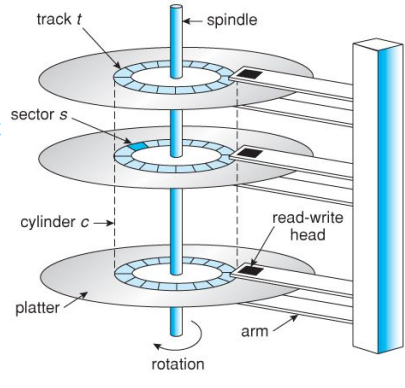 track t
spindle
sector s
cylinder c
read-write
head
platter
arm
rotation